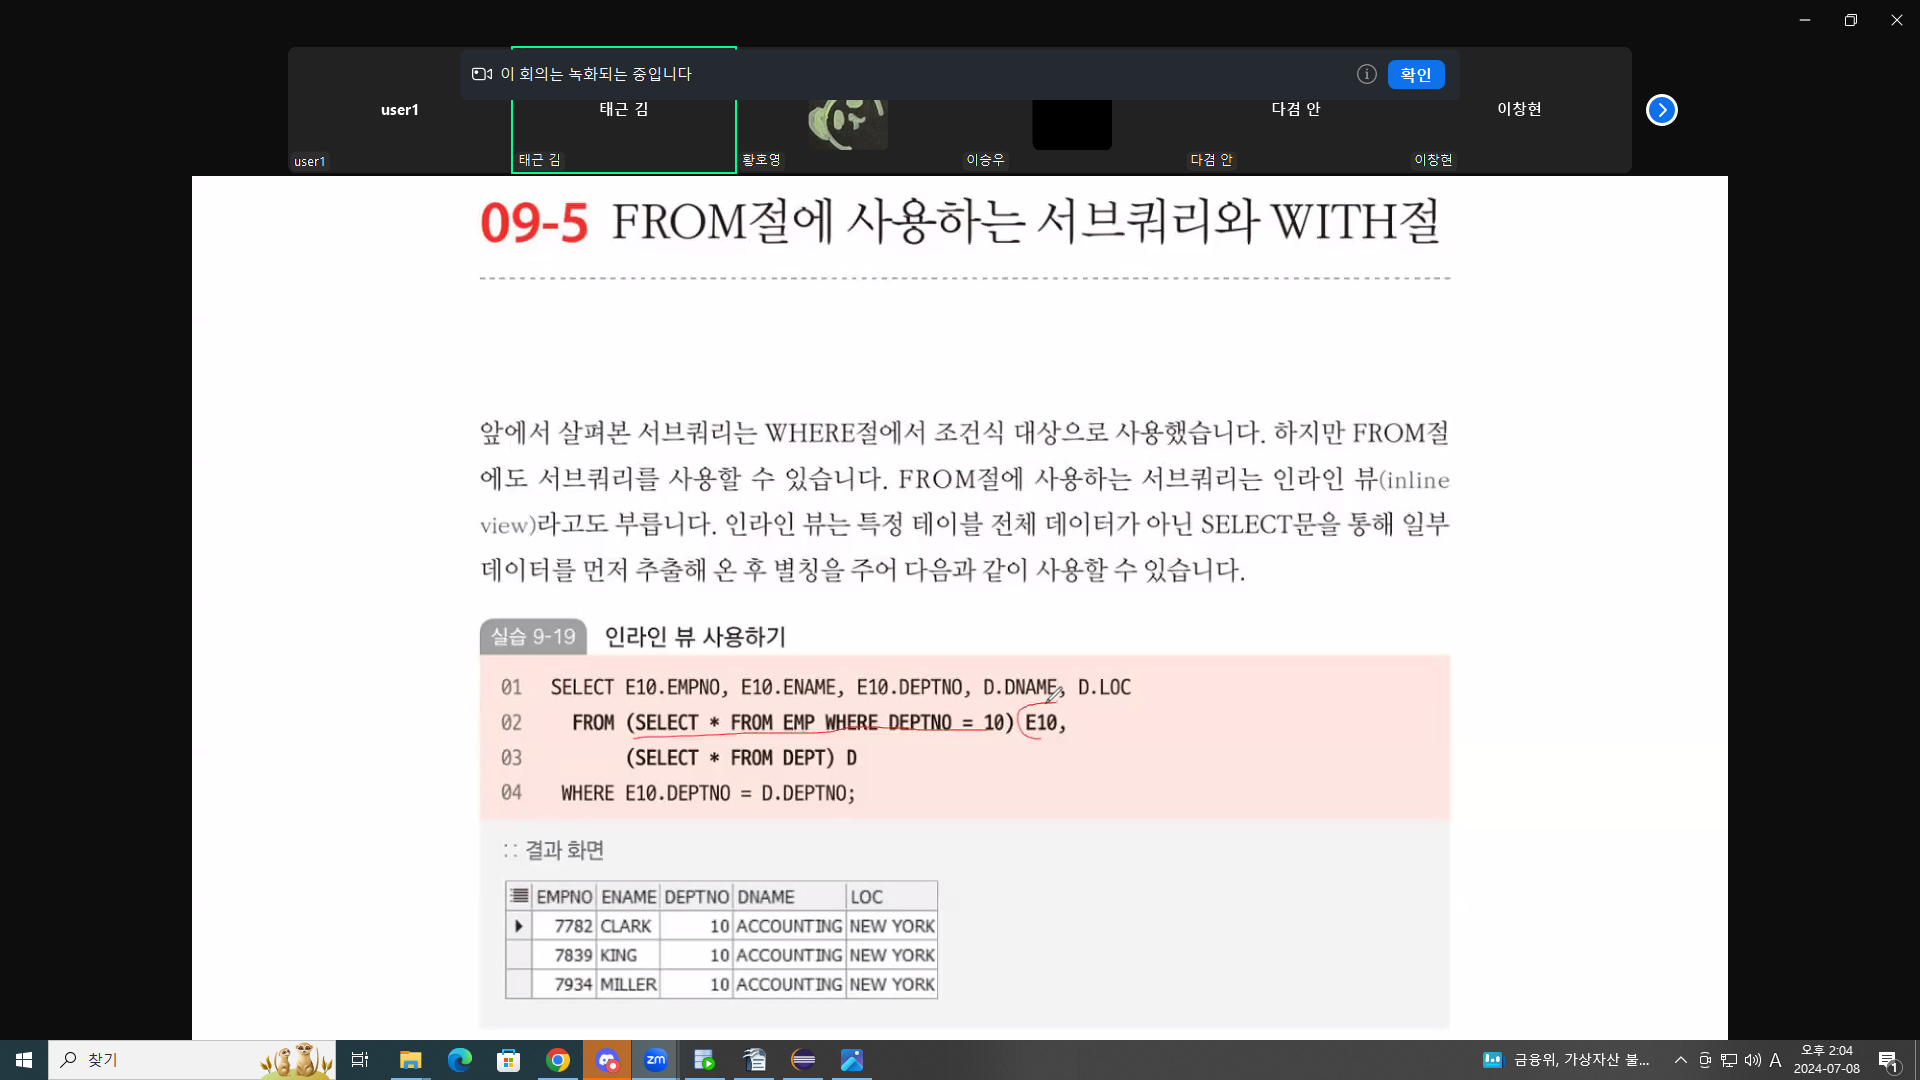 이 회의는 녹화되는 중입니다
확인
user1
태근 김
다겸 안
이창현
user1
태근 김
황호영
이승우
다겸 안
이창현
09-5 FROM절에 사용하는 서브쿼리와 WITH절
앞에서 살펴본 서브쿼리는 WHERE절에서 조건식 대상으로 사용했습니다. 하지만 FROM절
에도 서브쿼리를 사용할 수 있습니다. FROM절에 사용하는 서브쿼리는 인라인 뷰(inline
view)라고도 부릅니다. 인라인 뷰는 특정 테이블 전체 데이터가 아닌 SELECT문을 통해 일부
데이터를 먼저 추출해 온 후 별칭을 주어 다음과 같이 사용할 수 있습니다.
실습 9-19 인라인 뷰 사용하기
01 SELECT E10.EMPNO, E10.ENAME, E10.DEPTNO, D.DNAME, D.LOC
02 FROM (SELECT * FROM EMP WHERE DEPTNO = 10) E10,
03 (SELECT * FROM DEPT) D
04 WHERE E10.DEPTNO = D.DEPTNO;
:: 결과 화면
EMPNO ENAME DEPTNO DNAME LOC
7782 CLARK 10 ACCOUNTING NEW YORK
7839 KING 10 ACCOUNTING NEW YORK
7934 MILLER 10 ACCOUNTING NEW YORK
찾기
zm
금융위, 가상자산 불...
A
오후 2:04
2024-07-08
1